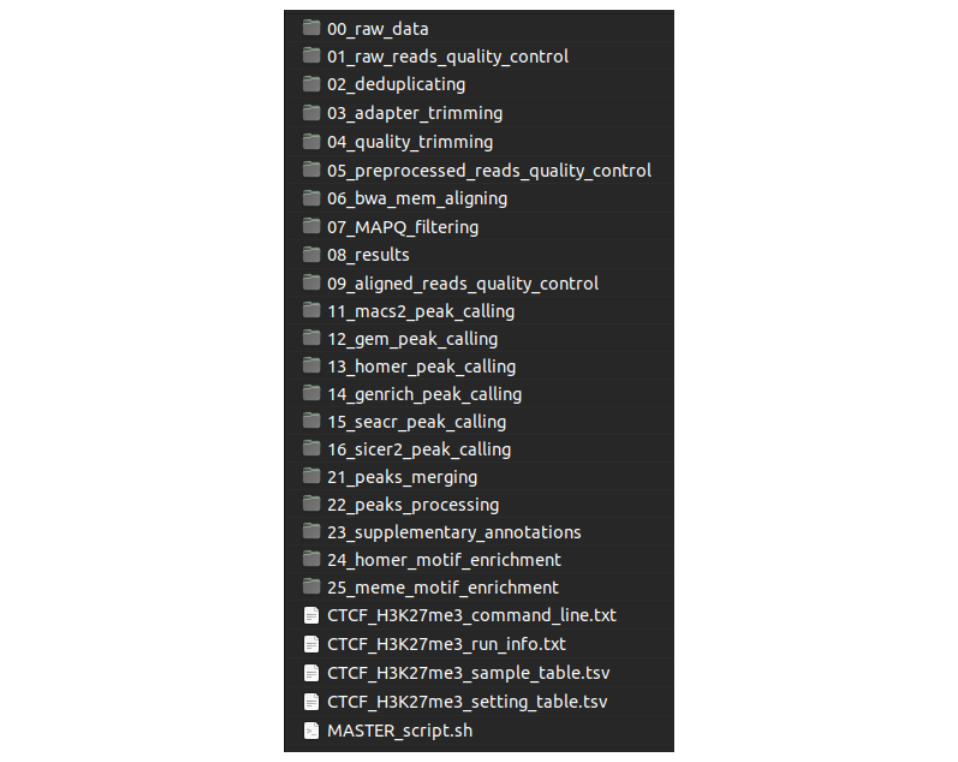 00_raw_data
01_raw_reads_quality_control
02_deduplicating
03_adapter_trimming
04_quality_trimming
05_preprocessed_reads_quality_control
06_bwa_mem_aligning
07_MAPQ_filtering
08_results
09_aligned_reads_quality_control
11_macs2_peak_calling
12_gem_peak_calling
13_homer_peak_calling
14_genrich_peak_calling
15_seacr_peak_calling
16_sicer2_peak_calling
21_peaks_merging
22_peaks_processing
23_supplementary_annotations
24_homer_motif_enrichment
25_meme_motif_enrichment
CTCF_H3K27me3_command_line.txt
CTCF_H3K27me3_run_info.txt
CTCF_H3K27me3_sample_table.tsv
CTCF_H3K27me3_setting_table.tsv
MASTER_script.sh